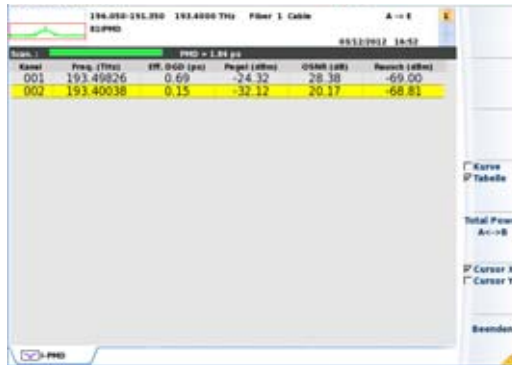 196.050-191.350 193.4000 THz Fiber 1 Cable A -> E E
03/12/2012 16:52
Scan. : PMD = 1.84 ps
Kanal Freq. (THz) Eff. DGD (ps) Pegel (dBm) OSNR (dB) Rausch (dBm)
001 193.49826 0.69 -24.32 28.38 -69.00
002 193.40038 0.15 -32.12 20.17 -68.81
Kurve
Tabelle
Total Pow
A<->B
Cursor X
Cursor Y
Beenden
I-PMD